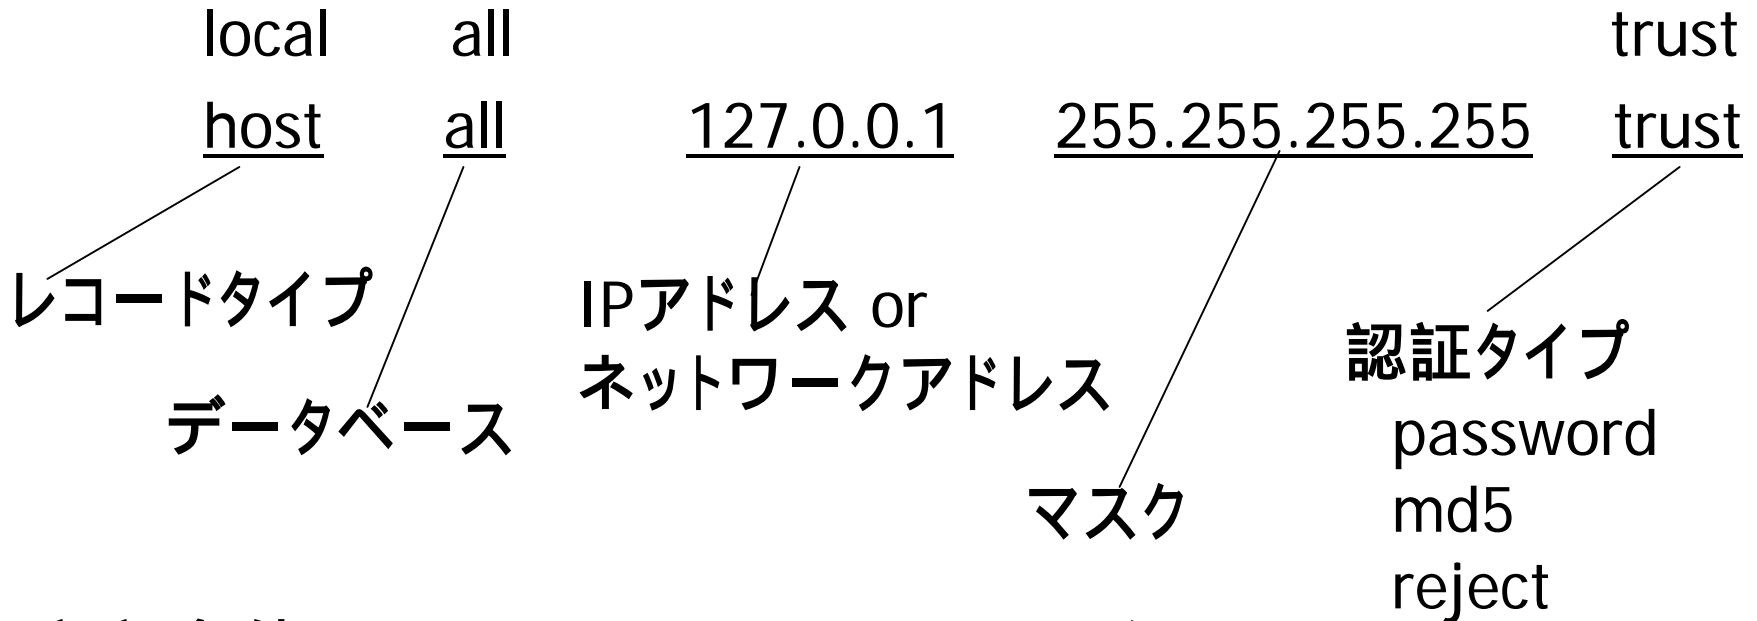 local all trust
host all 127.0.0.1 255.255.255.255 trust
レコードタイプ
データベース
IPアドレス or
ネットワークアドレス
マスク
認証タイプ
password
md5
reject